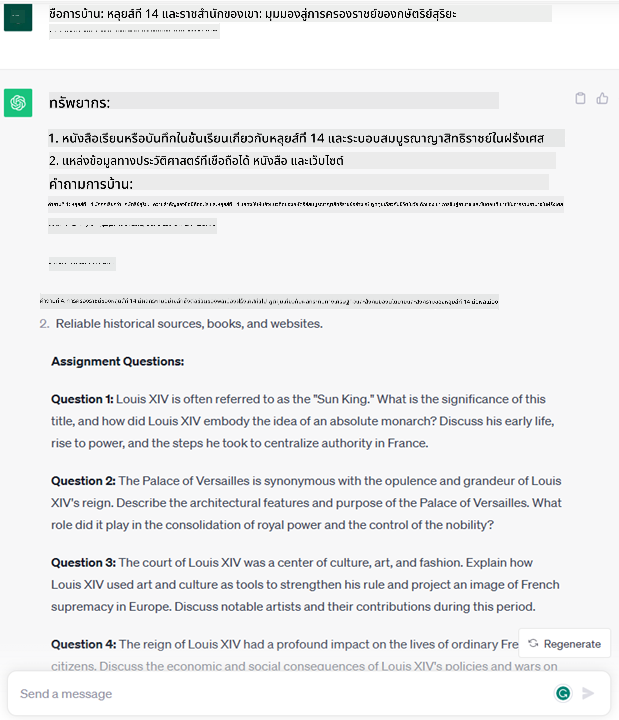 ชื่อการบ้าน: หลุยส์ที่ 14 และราชสำนักของเขา: มุมมองสู่การครองราชย์ของกษัตริย์สุริยะ
ทรัพยากร:
1. หนังสือเรียนหรือบันทึกในชั้นเรียนเกี่ยวกับหลุยส์ที่ 14 และระบอบสมบูรณาญาสิทธิราชย์ในฝรั่งเศส
2. แหล่งข้อมูลทางประวัติศาสตร์ที่เชื่อถือได้ หนังสือ และเว็บไซต์
คำถามการบ้าน:
2. Reliable historical sources, books, and websites.
Assignment Questions:
Question 1: Louis XIV is often referred to as the "Sun King." What is the significance of this
title, and how did Louis XIV embody the idea of an absolute monarch? Discuss his early life,
rise to power, and the steps he took to centralize authority in France.
Question 2: The Palace of Versailles is synonymous with the opulence and grandeur of Louis
XIV's reign. Describe the architectural features and purpose of the Palace of Versailles. What
role did it play in the consolidation of royal power and the control of the nobility?
Question 3: The court of Louis XIV was a center of culture, art, and fashion. Explain how
Louis XIV used art and culture as tools to strengthen his rule and project an image of French
supremacy in Europe. Discuss notable artists and their contributions during this period.
Question 4: The reign of Louis XIV had a profound impact on the lives of ordinary Fre
Regenerate
citizens. Discuss the economic and social consequences of Louis XIV's policies and wars on
Send a message